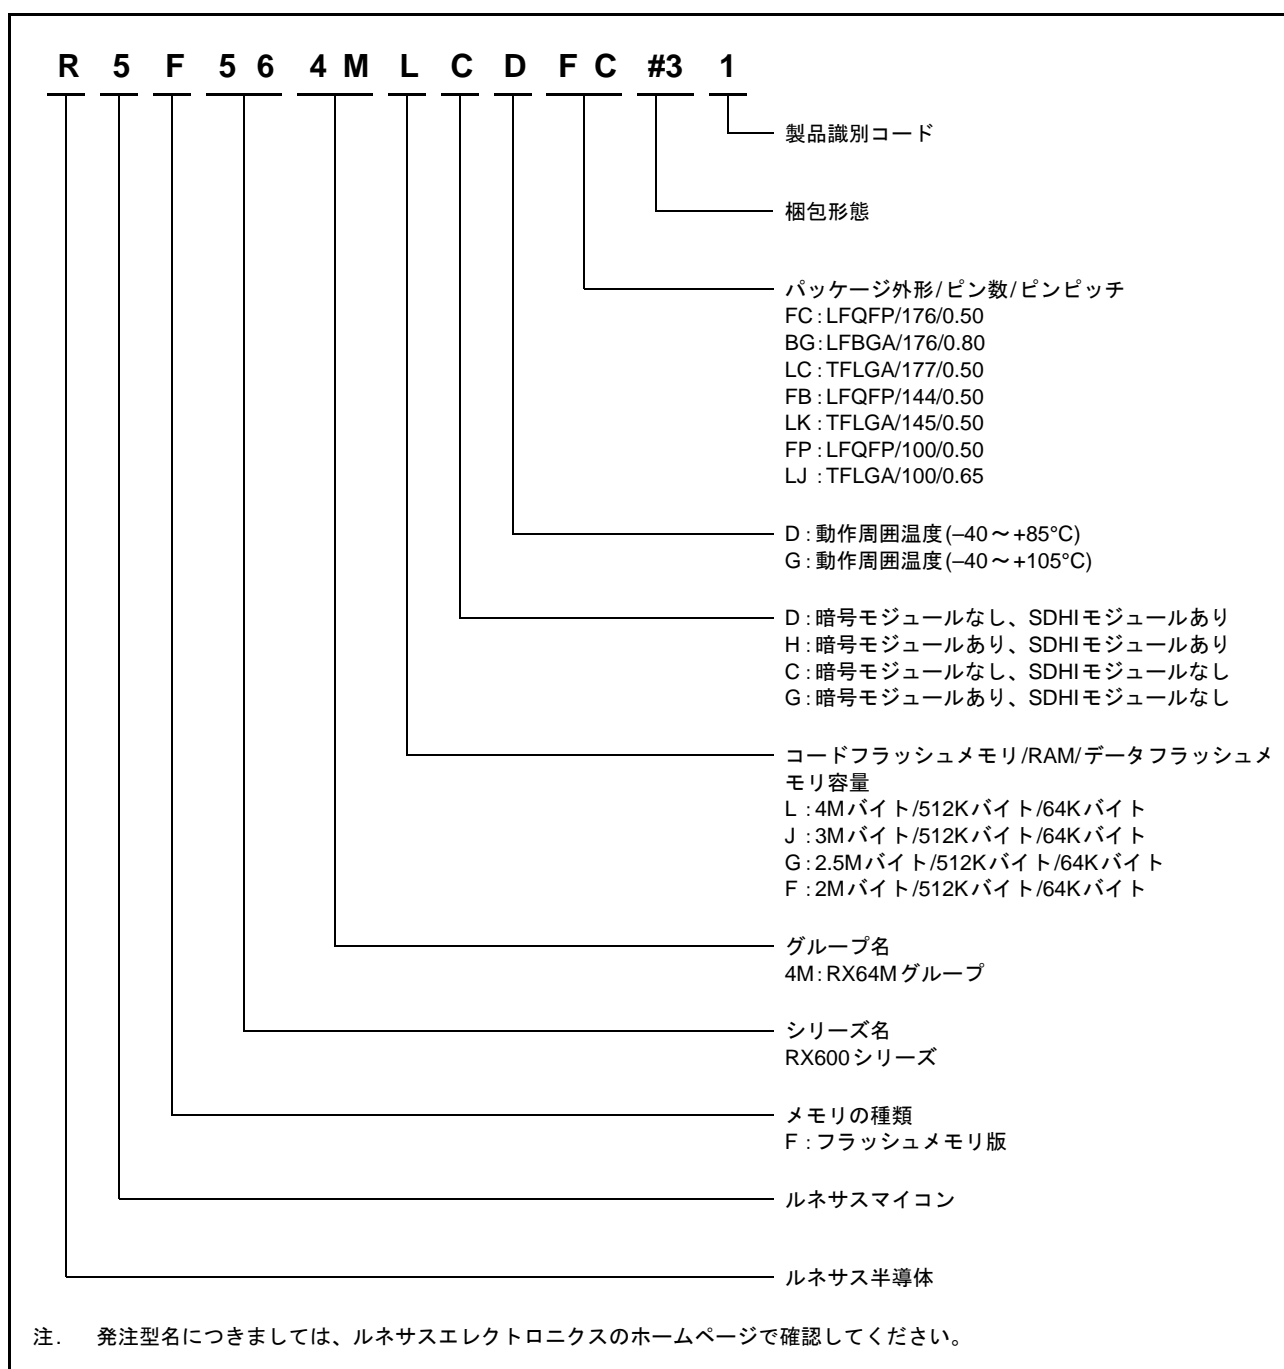 R 5 F 5 6 4 M L C D F C #3 1
製品識別コード
梱包形態
パッケージ外形/ピン数/ピンピッチ
FC:LFQFP/176/0.50
BG:LFBGA/176/0.80
LC:TFLGA/177/0.50
FB:LFQFP/144/0.50
LK:TFLGA/145/0.50
FP:LFQFP/100/0.50
LJ:TFLGA/100/0.65
D:動作周囲温度(–40～+85°C)
G:動作周囲温度(–40～+105°C)
D:暗号モジュールなし、SDHIモジュールあり
H:暗号モジュールあり、SDHIモジュールあり
C:暗号モジュールなし、SDHIモジュールなし
G:暗号モジュールあり、SDHIモジュールなし
コードフラッシュメモリ/RAM/データフラッシュメ
モリ容量
L:4Mバイト/512Kバイト/64Kバイト
J:3Mバイト/512Kバイト/64Kバイト
G:2.5Mバイト/512Kバイト/64Kバイト
F:2Mバイト/512Kバイト/64Kバイト
グループ名
4M:RX64Mグループ
シリーズ名
RX600シリーズ
メモリの種類
F:フラッシュメモリ版
ルネサスマイコン
ルネサス半導体
注. 発注型名につきましては、ルネサスエレクトロニクスのホームページで確認してください。